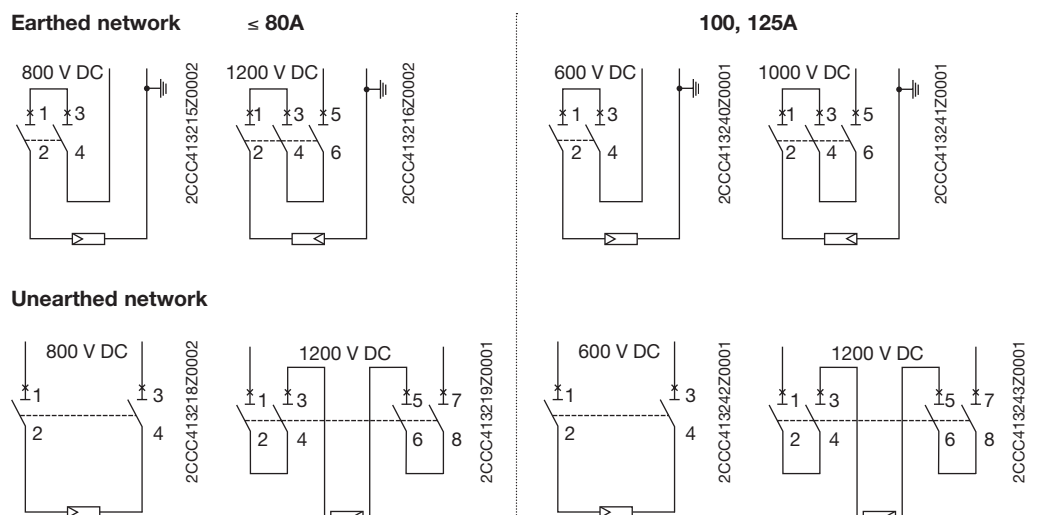 Earthed network ≤ 80A 100, 125A
800 V DC
1 3
2 4
2CCC413215Z0002
1200 V DC
1 3 5
2 4 6
2CCC413216Z0002
600 V DC
1 3
2 4
2CCC413240Z0001
1000 V DC
1 3 5
2 4 6
2CCC413241Z0001
Unearthed network
800 V DC
1 3
2 4
2CCC413218Z0002
1200 V DC
1 3 5 7
2 4 6 8
2CCC413219Z0001
600 V DC
1 3
2 4
2CCC413242Z0001
1200 V DC
1 3 5 7
2 4 6 8
2CCC413243Z0001